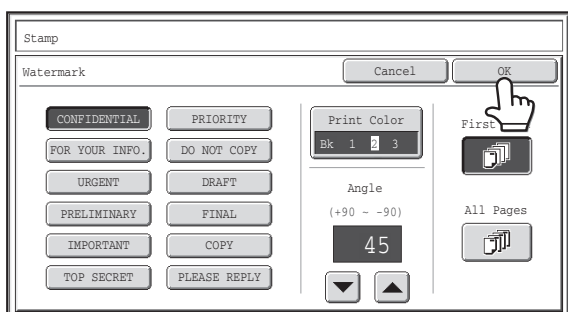 Stamp
Watermark
Cancel
OK
CONFIDENTIAL
PRIORITY
FOR YOUR INFO.
DO NOT COPY
URGENT
DRAFT
PRELIMINARY
FINAL
IMPORTANT
COPY
TOP SECRET
PLEASE REPLY
Print Color
Bk 1 2 3
Angle
(+90 ~ -90)
45
First
All Pages